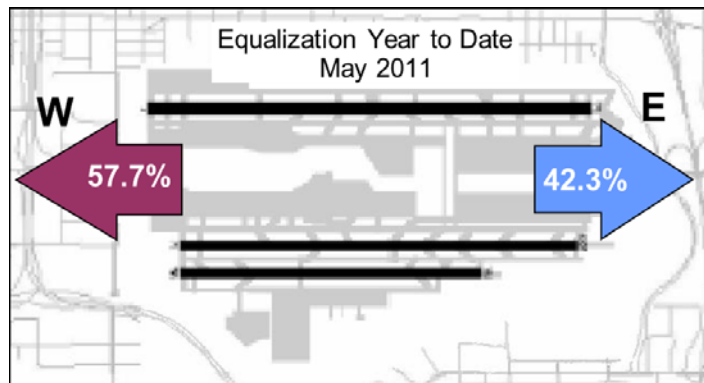 Equalization Year to Date
May 2011
W
E
57.7%
42.3%